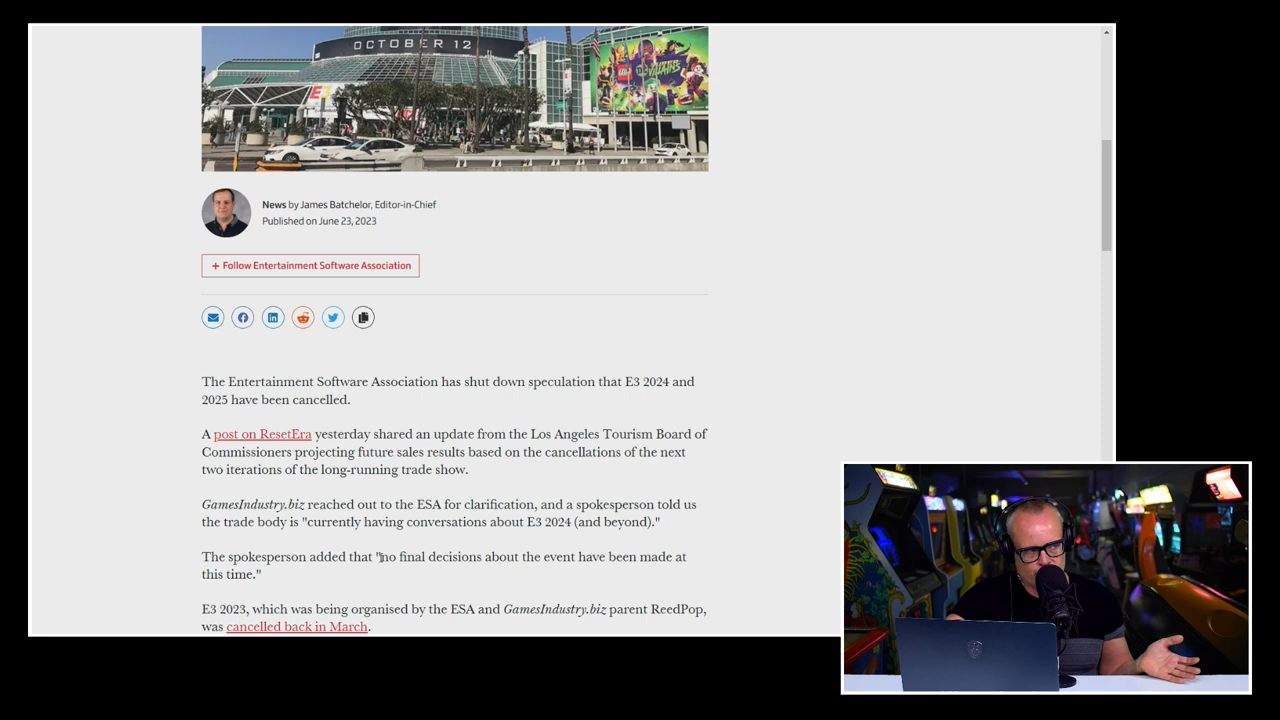 OCTOBER 12
E3
LEGO
DC VILLAINS
News by James Batchelor, Editor-in-Chief
Published on June 23, 2023
+ Follow Entertainment Software Association
The Entertainment Software Association has shut down speculation that E3 2024 and
2025 have been cancelled.
A post on ResetEra yesterday shared an update from the Los Angeles Tourism Board of
Commissioners projecting future sales results based on the cancellations of the next
two iterations of the long-running trade show.
GamesIndustry.biz reached out to the ESA for clarification, and a spokesperson told us
the trade body is "currently having conversations about E3 2024 (and beyond)."
The spokesperson added that "no final decisions about the event have been made at
this time."
E3 2023, which was being organised by the ESA and GamesIndustry.biz parent ReedPop,
was cancelled back in March.